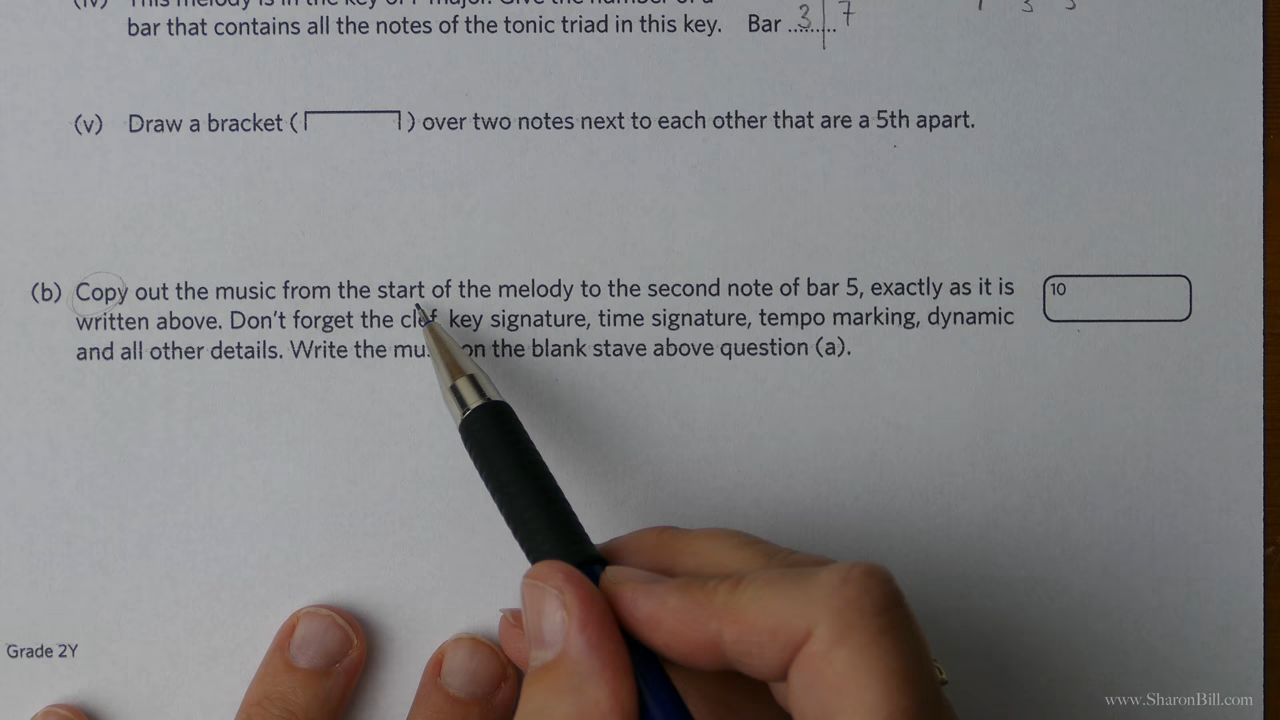 bar that contains all the notes of the tonic triad in this key. Bar 3 7
(v) Draw a bracket ( ) over two notes next to each other that are a 5th apart.
(b) Copy out the music from the start of the melody to the second note of bar 5, exactly as it is
10
written above. Don't forget the clef, key signature, time signature, tempo marking, dynamic
and all other details. Write the on the blank stave above question (a).
Grade 2Y
www.SharonBill.com